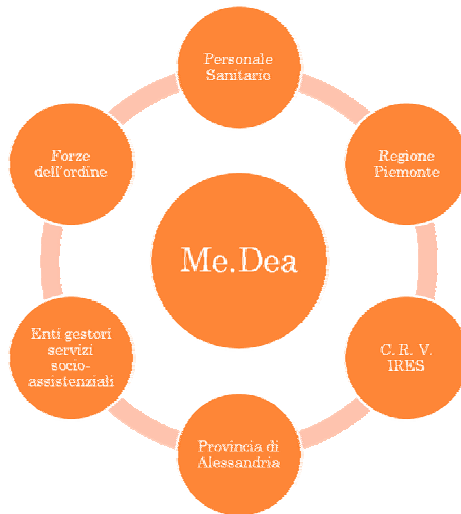 Personale
Sanitario
Forze
dell'ordine
Regione
Piemonte
Me.Dea
Enti gestori
servizi
socio-
assistenziali
C. R. V.
IRES
Provincia di
Alessandria